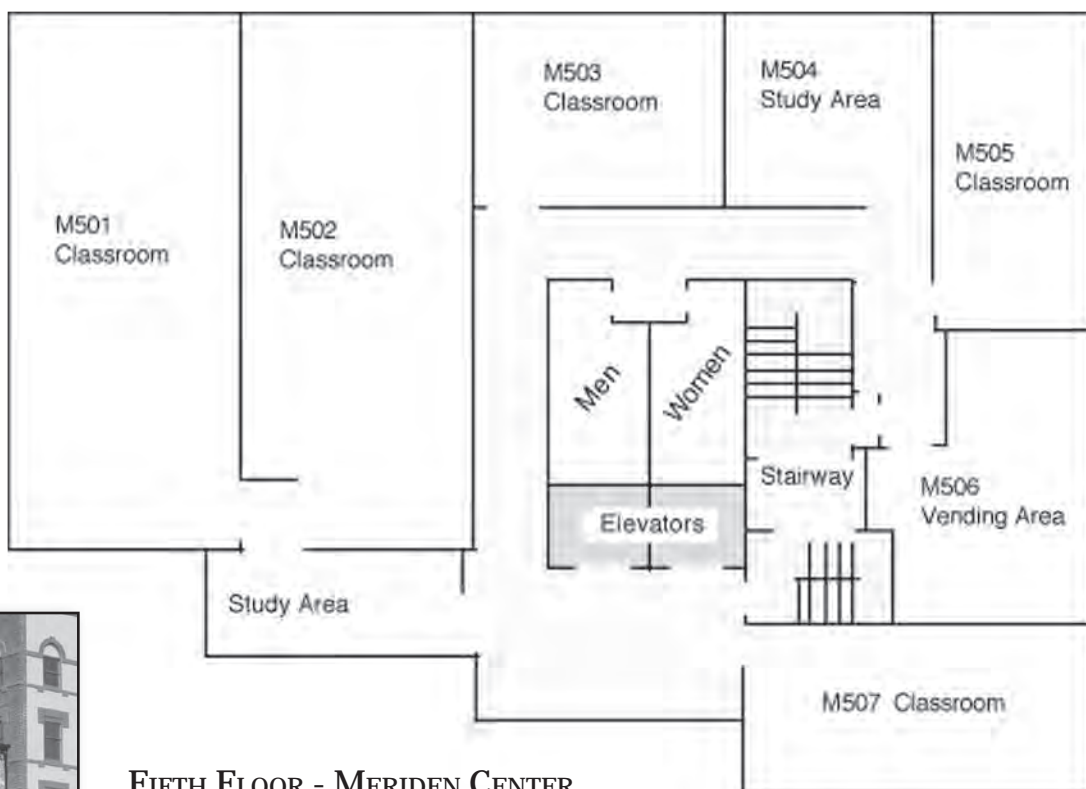 M503
Classroom
M504
Study Area
M505
Classroom
M501
Classroom
M502
Classroom
Men
Women
Stairway
M506
Vending Area
Elevators
Study Area
M507 Classroom
FIFTH FLOOR - MERIDEN CENTER